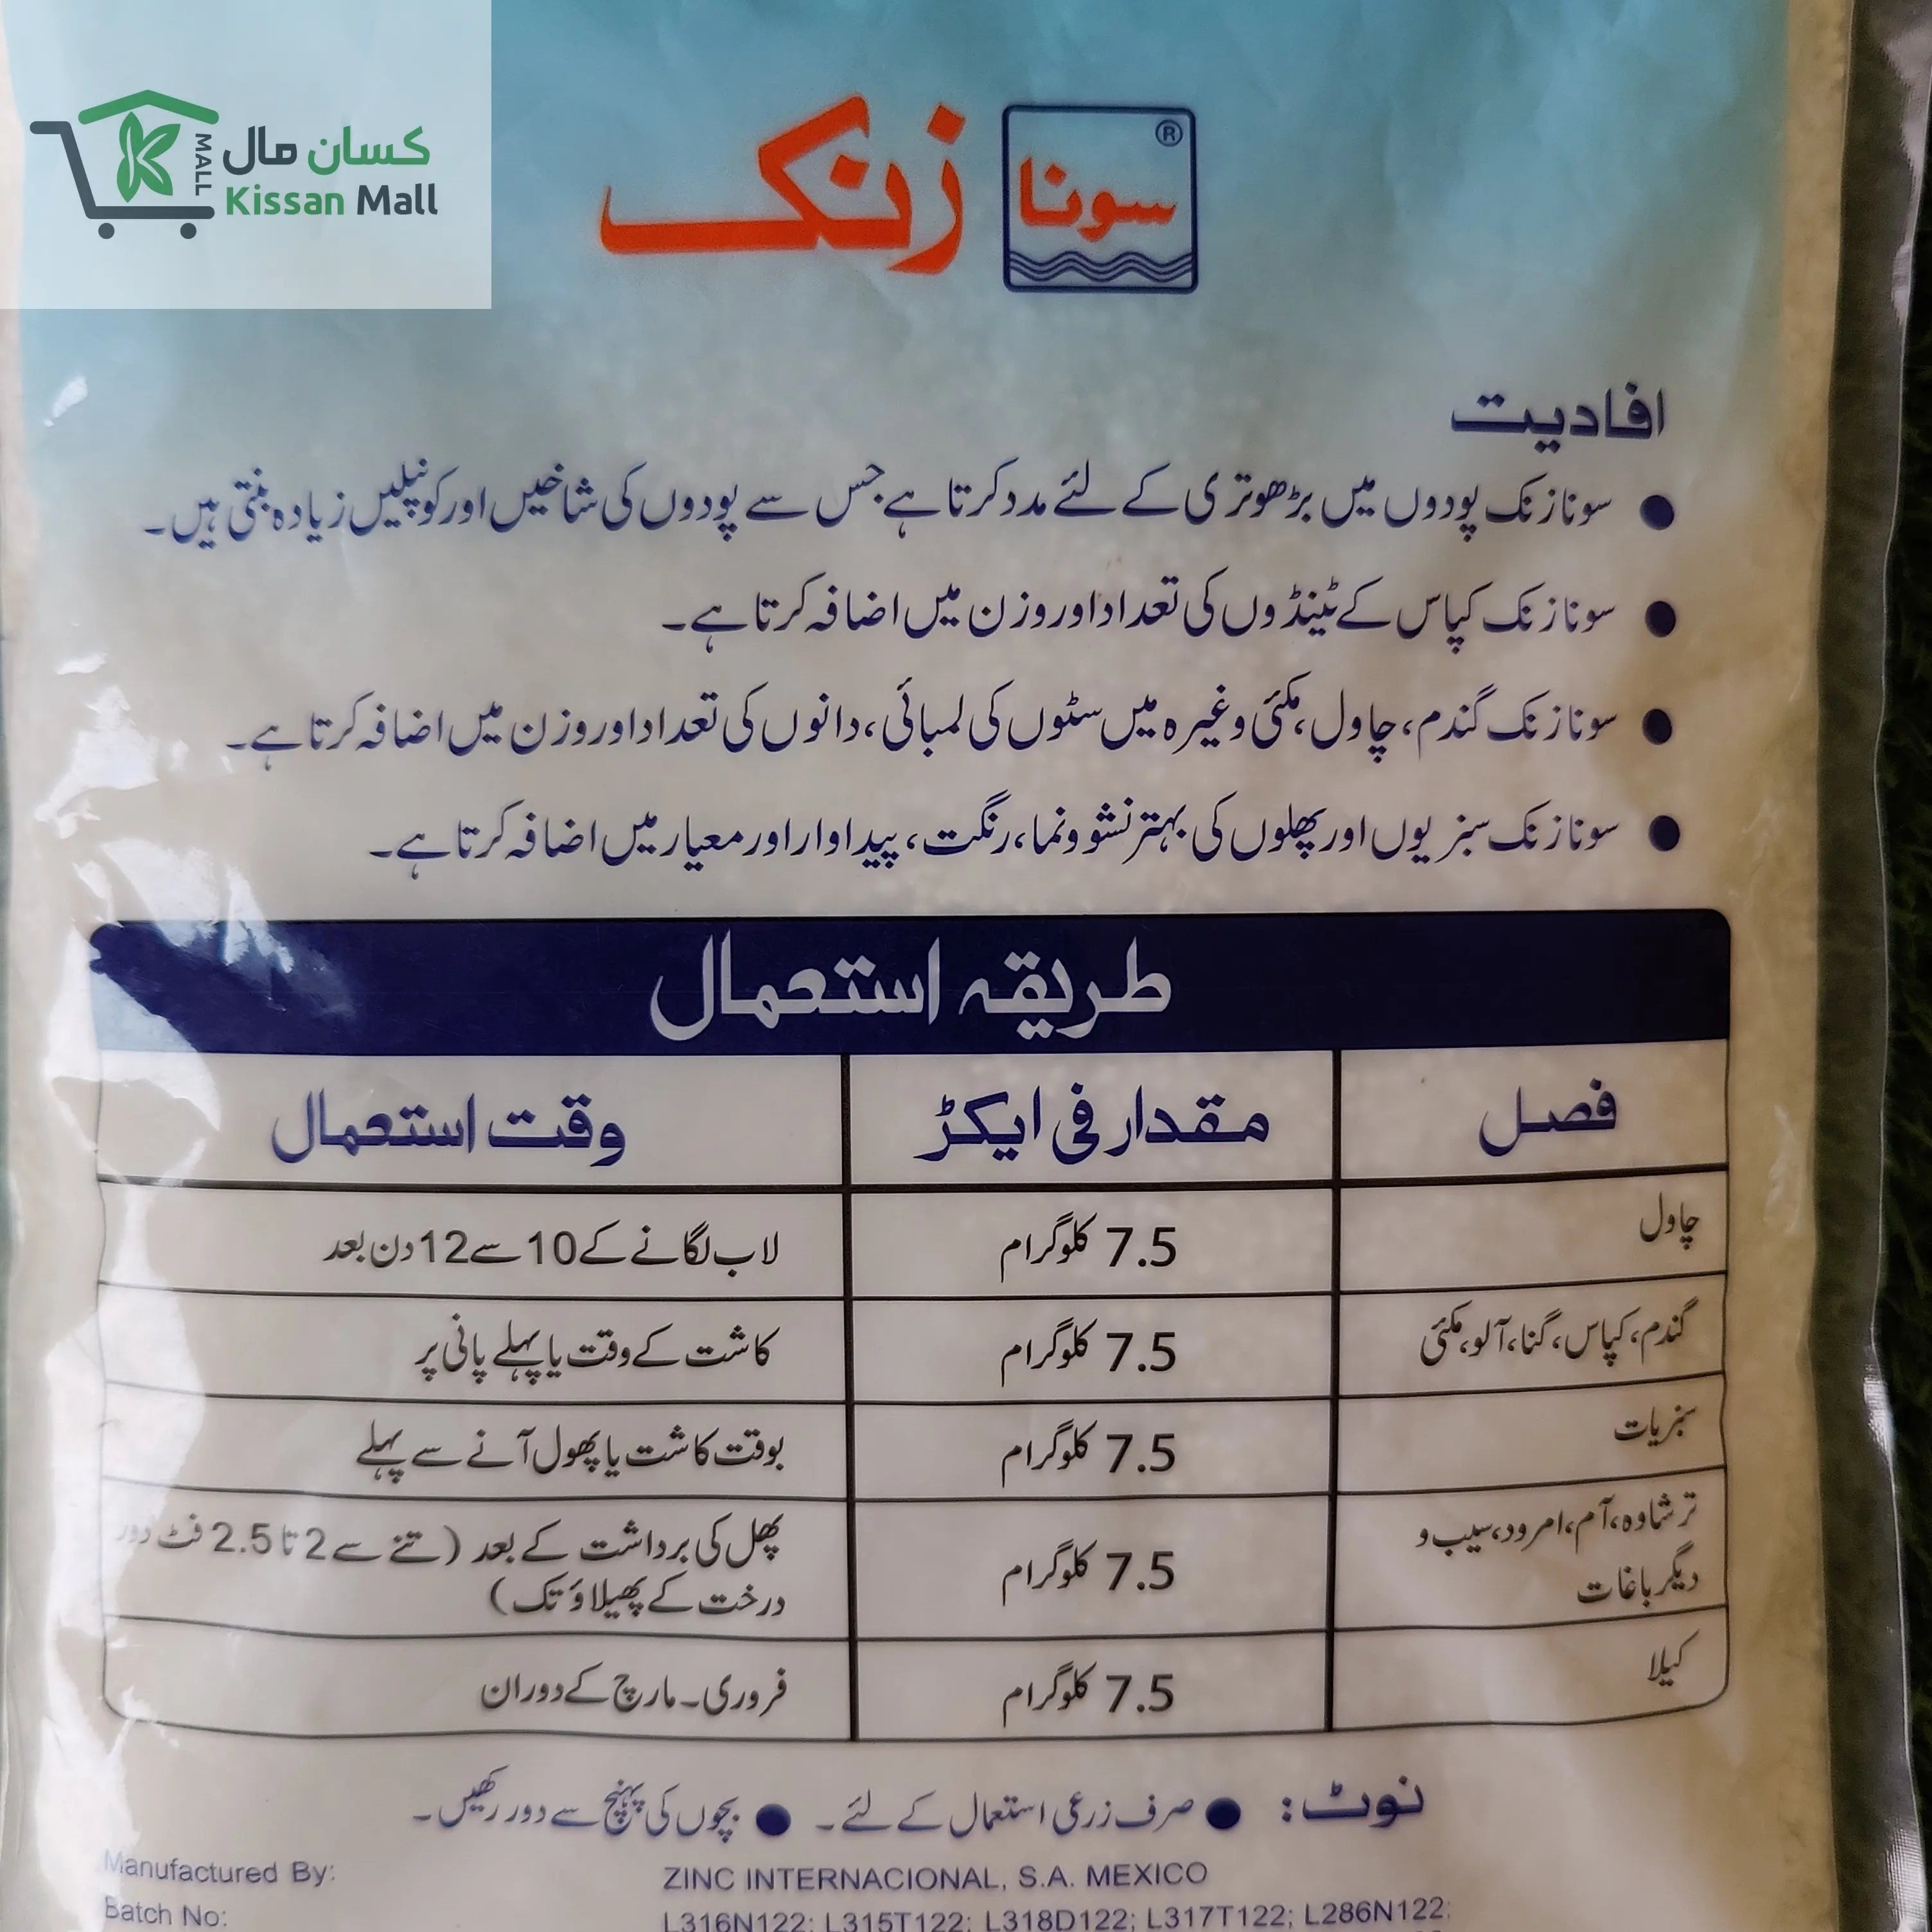 کسان مال
Kissan Mall
MALL
K
سونا زنک
®
افادیت
● سونا زنک پودوں میں بڑھوتری کے لئے مدد کرتا ہے جس سے پودوں کی شاخیں اور کونپلیں زیادہ بنتی ہیں۔
● سونا زنک کپاس کے ٹینڈوں کی تعداد اور وزن میں اضافہ کرتا ہے۔
● سونا زنک گندم، چاول، مکئی وغیرہ میں سٹوں کی لمبائی، دانوں کی تعداد اور وزن میں اضافہ کرتا ہے۔
● سونا زنک سبزیوں اور پھلوں کی بہتر نشوونما، رنگت، پیداوار اور معیار میں اضافہ کرتا ہے۔
طریقہ استعمال
فصل مقدار فی ایکڑ وقت استعمال
چاول 7.5 کلوگرام لاب لگانے کے 10 سے 12 دن بعد
گندم، کپاس، گنا، آلو، مکئی 7.5 کلوگرام کاشت کے وقت یا پہلے پانی پر
سبزیات 7.5 کلوگرام بوقت کاشت یا پھول آنے سے پہلے
ترشاوہ، آم، امرود، سیب و 7.5 کلوگرام پھل کی برداشت کے بعد (تنے سے 2 تا 2.5 فٹ دور
دیگر باغات درخت کے پھیلاؤ تک)
کیلا 7.5 کلوگرام فروری۔ مارچ کے دوران
نوٹ: ● صرف زرعی استعمال کے لئے۔ ● بچوں کی پہنچ سے دور رکھیں۔
Manufactured By: ZINC INTERNACIONAL, S.A. MEXICO
Batch No: L316N122; L315T122; L318D122; L317T122; L286N122;